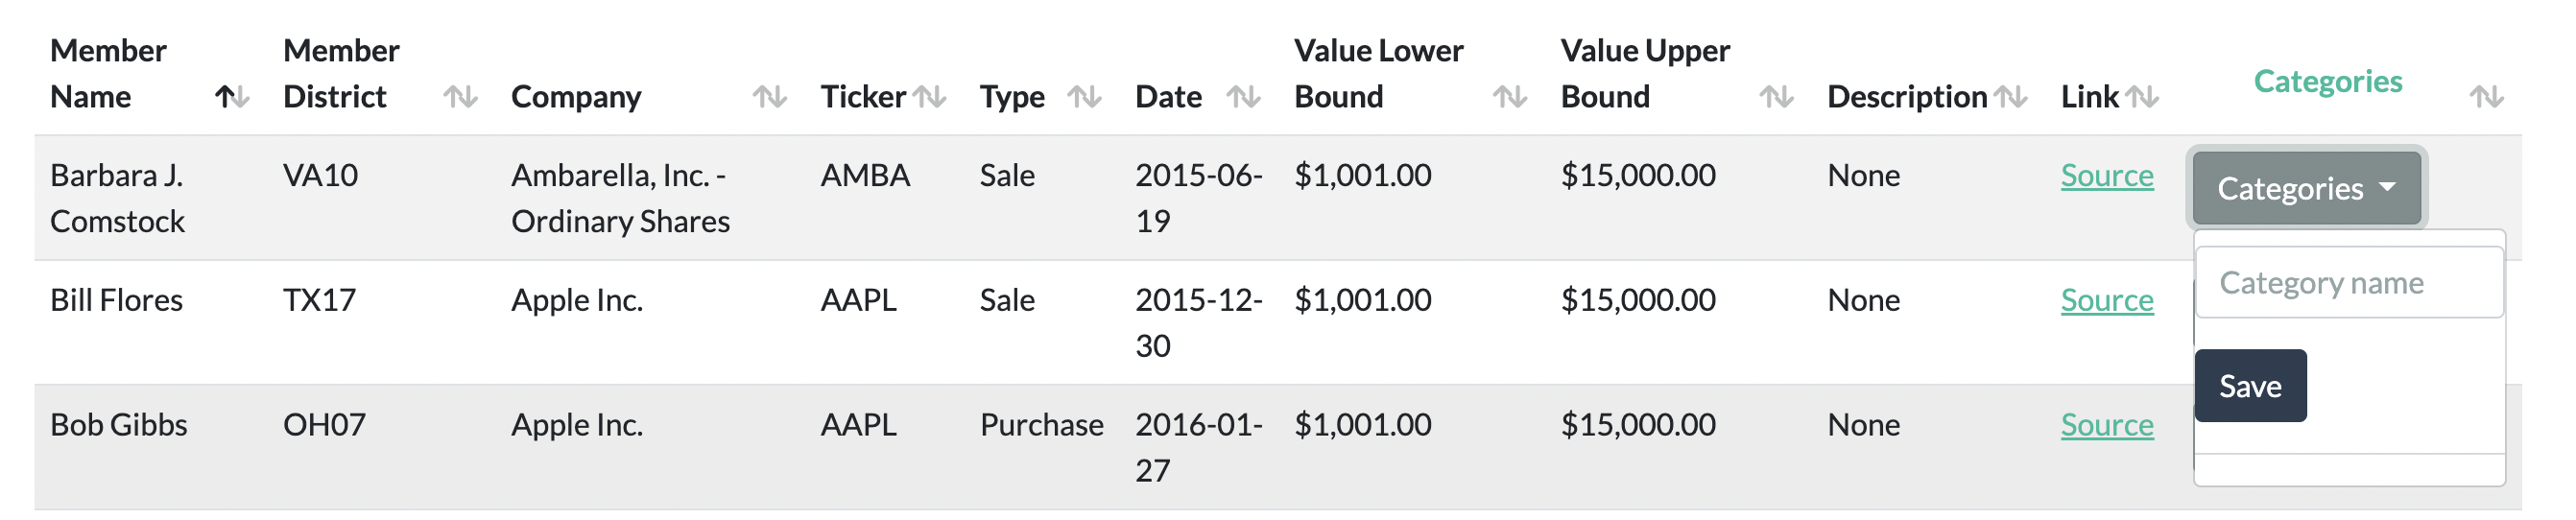 Member Name
Member District
Company
Ticker
Type
Date
Value Lower Bound
Value Upper Bound
Description
Link
Categories
Barbara J. Comstock
VA10
Ambarella, Inc. - Ordinary Shares
AMBA
Sale
2015-06-19
$1,001.00
$15,000.00
None
Source
Categories
Category name
Bill Flores
TX17
Apple Inc.
AAPL
Sale
2015-12-30
$1,001.00
$15,000.00
None
Source
Save
Bob Gibbs
OH07
Apple Inc.
AAPL
Purchase
2016-01-27
$1,001.00
$15,000.00
None
Source